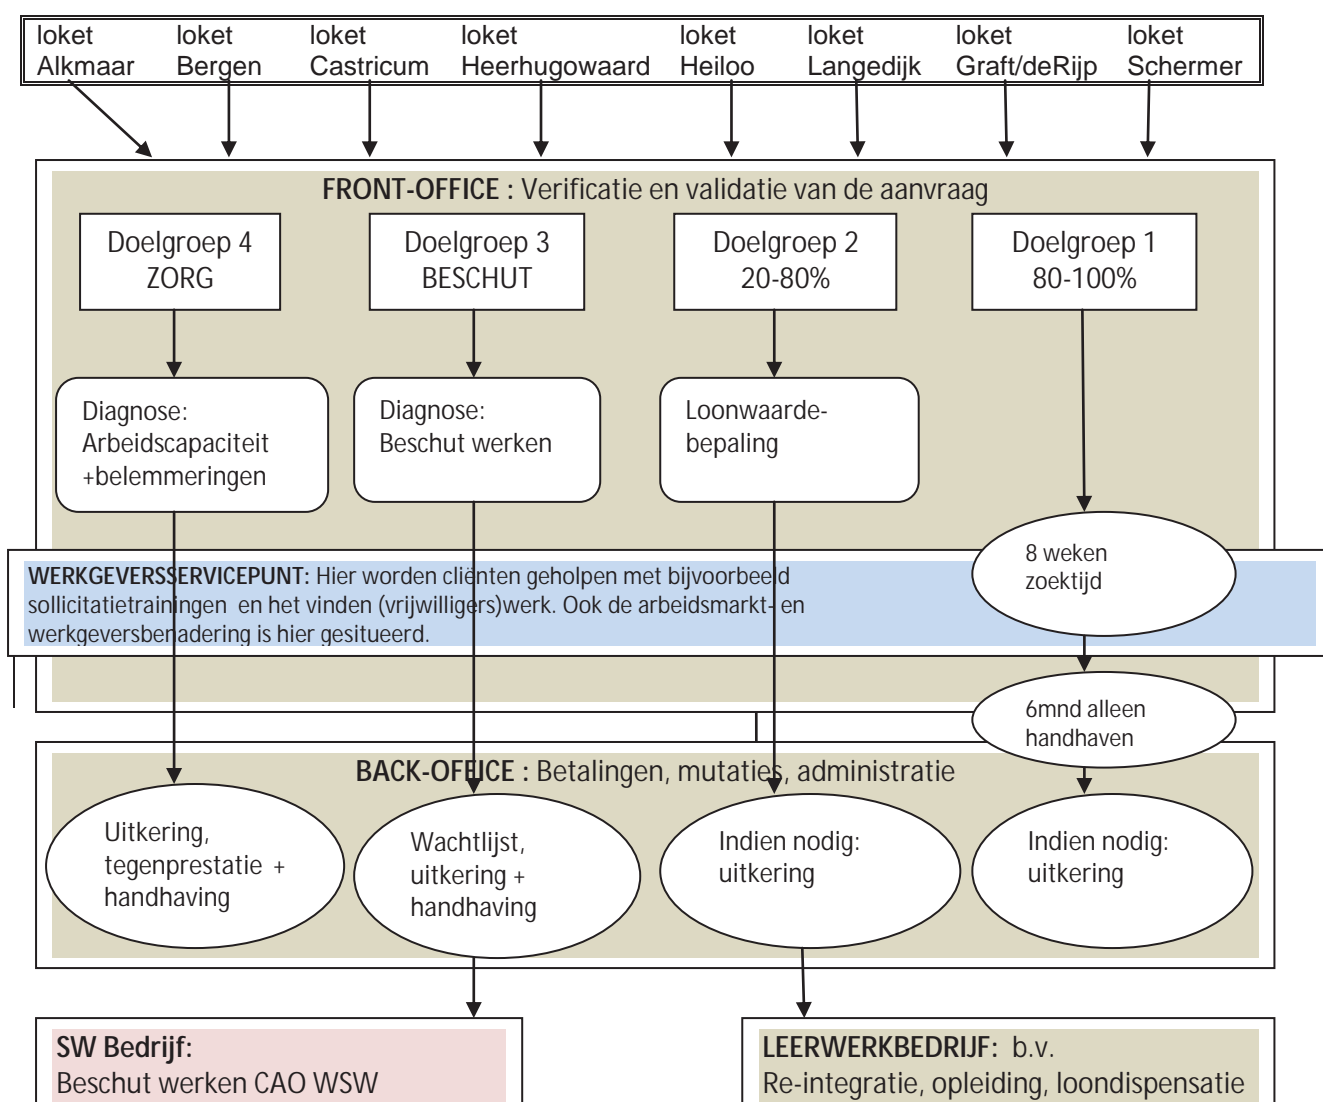 loket Alkmaar
loket Bergen
loket Castricum
loket Heerhugowaard
loket Heiloo
loket Langedijk
loket Graft/deRijp
loket Schermer
FRONT-OFFICE : Verificatie en validatie van de aanvraag
Doelgroep 4
ZORG
Doelgroep 3
BESCHUT
Doelgroep 2
20-80%
Doelgroep 1
80-100%
Diagnose:
Arbeidscapaciteit
+belemmeringen
Diagnose:
Beschut werken
Loonwaarde-
bepaling
8 weken
zoektijd
WERKGEVERSSERVICEPUNT: Hier worden cliënten geholpen met bijvoorbeeld
sollicitatietrainingen en het vinden (vrijwilligers)werk. Ook de arbeidsmarkt- en
werkgeversbenadering is hier gesitueerd.
6mnd alleen
handhaven
BACK-OFFICE : Betalingen, mutaties, administratie
Uitkering,
tegenprestatie +
handhaving
Wachtlijst,
uitkering +
handhaving
Indien nodig:
uitkering
Indien nodig:
uitkering
SW Bedrijf:
Beschut werken CAO WSW
LEERWERKBEDRIJF: b.v.
Re-integratie, opleiding, loondispensatie